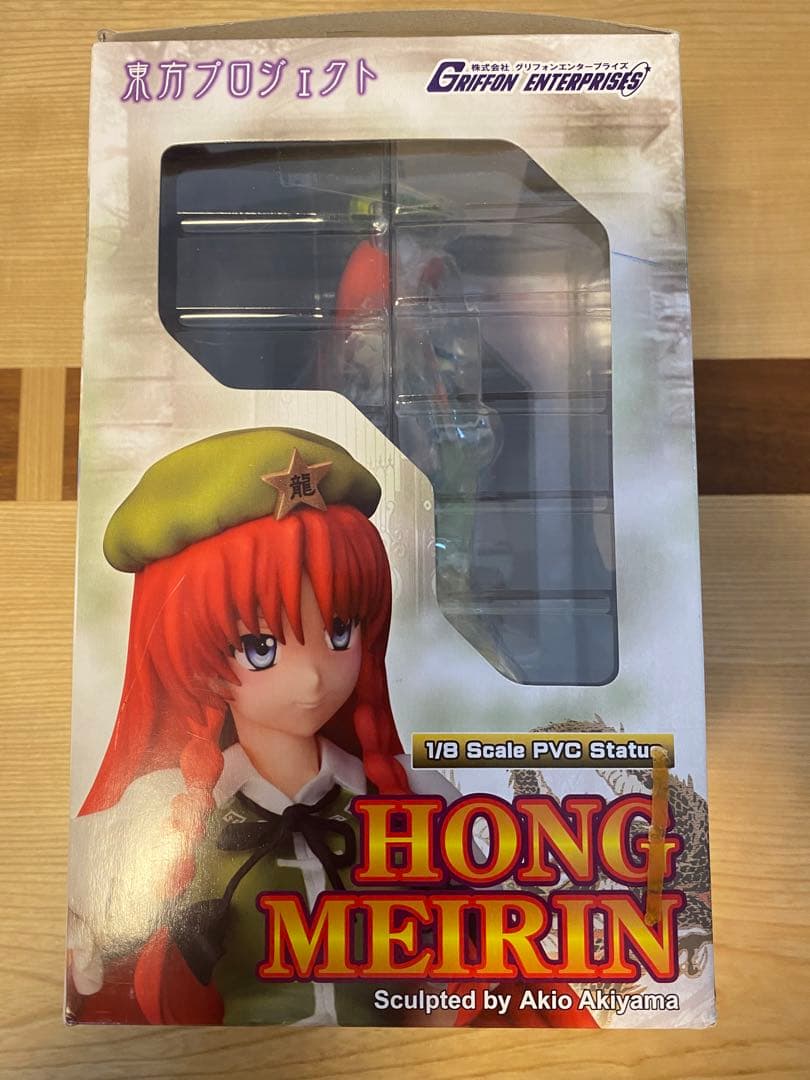 東方プロジェクト
株式会社 グリフォンエンタープライズ
GRIFFON ENTERPRISES
龍
1/8 Scale PVC Statue
HONG
MEIRIN
Sculpted by Akio Akiyama